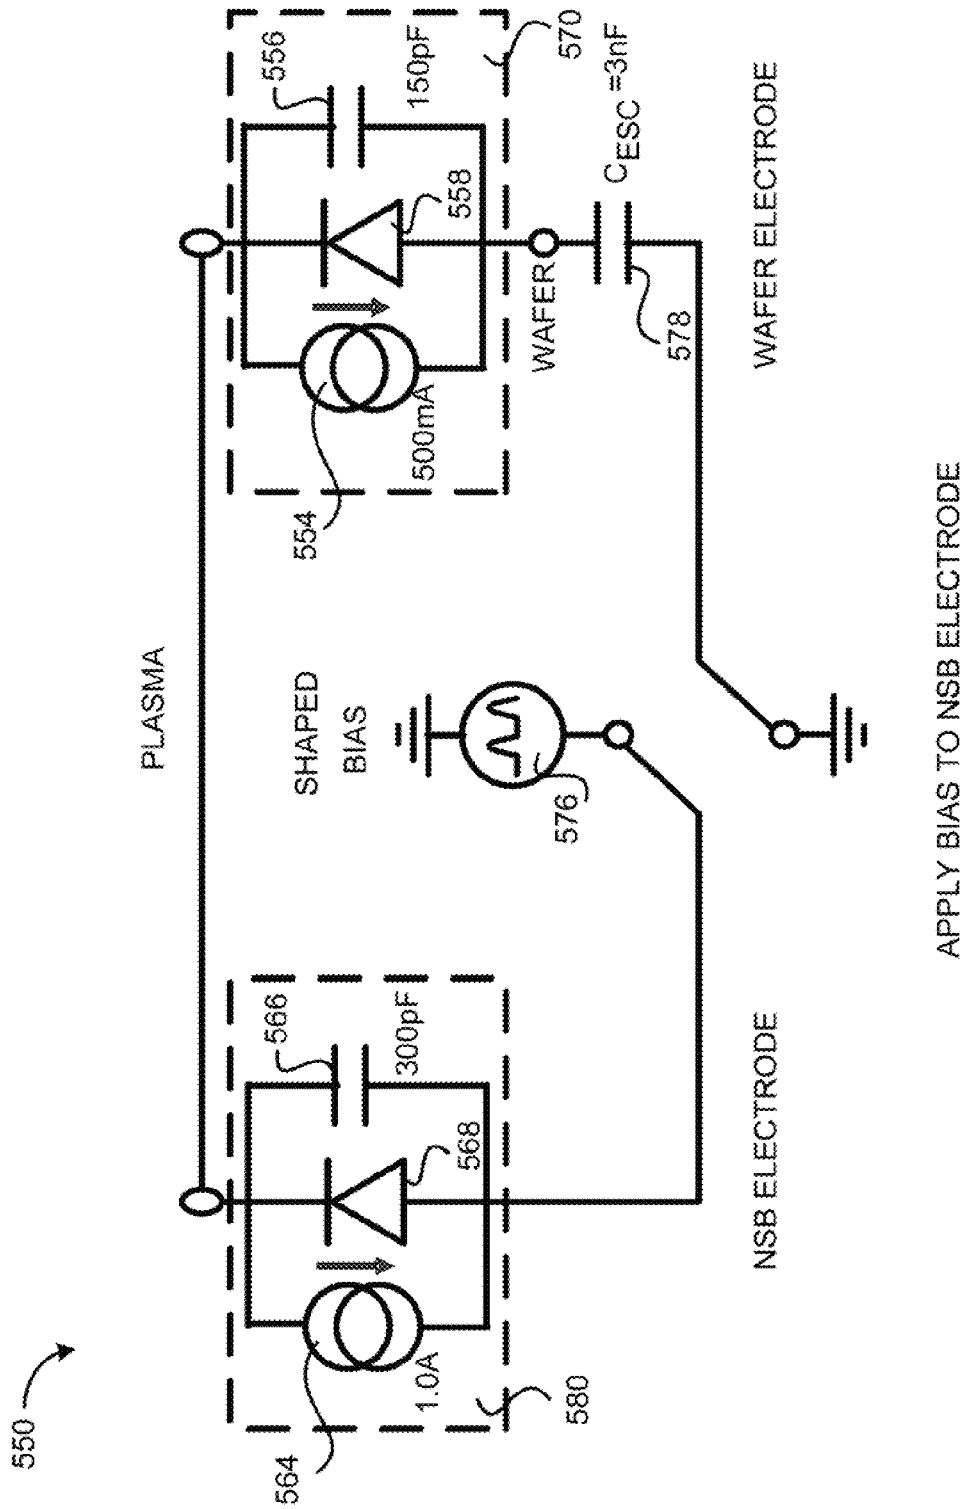 550
PLASMA
564
1.0A
580
566
300pF
568
SHAPED
BIAS
576
554
500mA
556
150pF
558
570
WAFER
C ESC =3nF
578
NSB ELECTRODE
WAFER ELECTRODE
APPLY BIAS TO NSB ELECTRODE